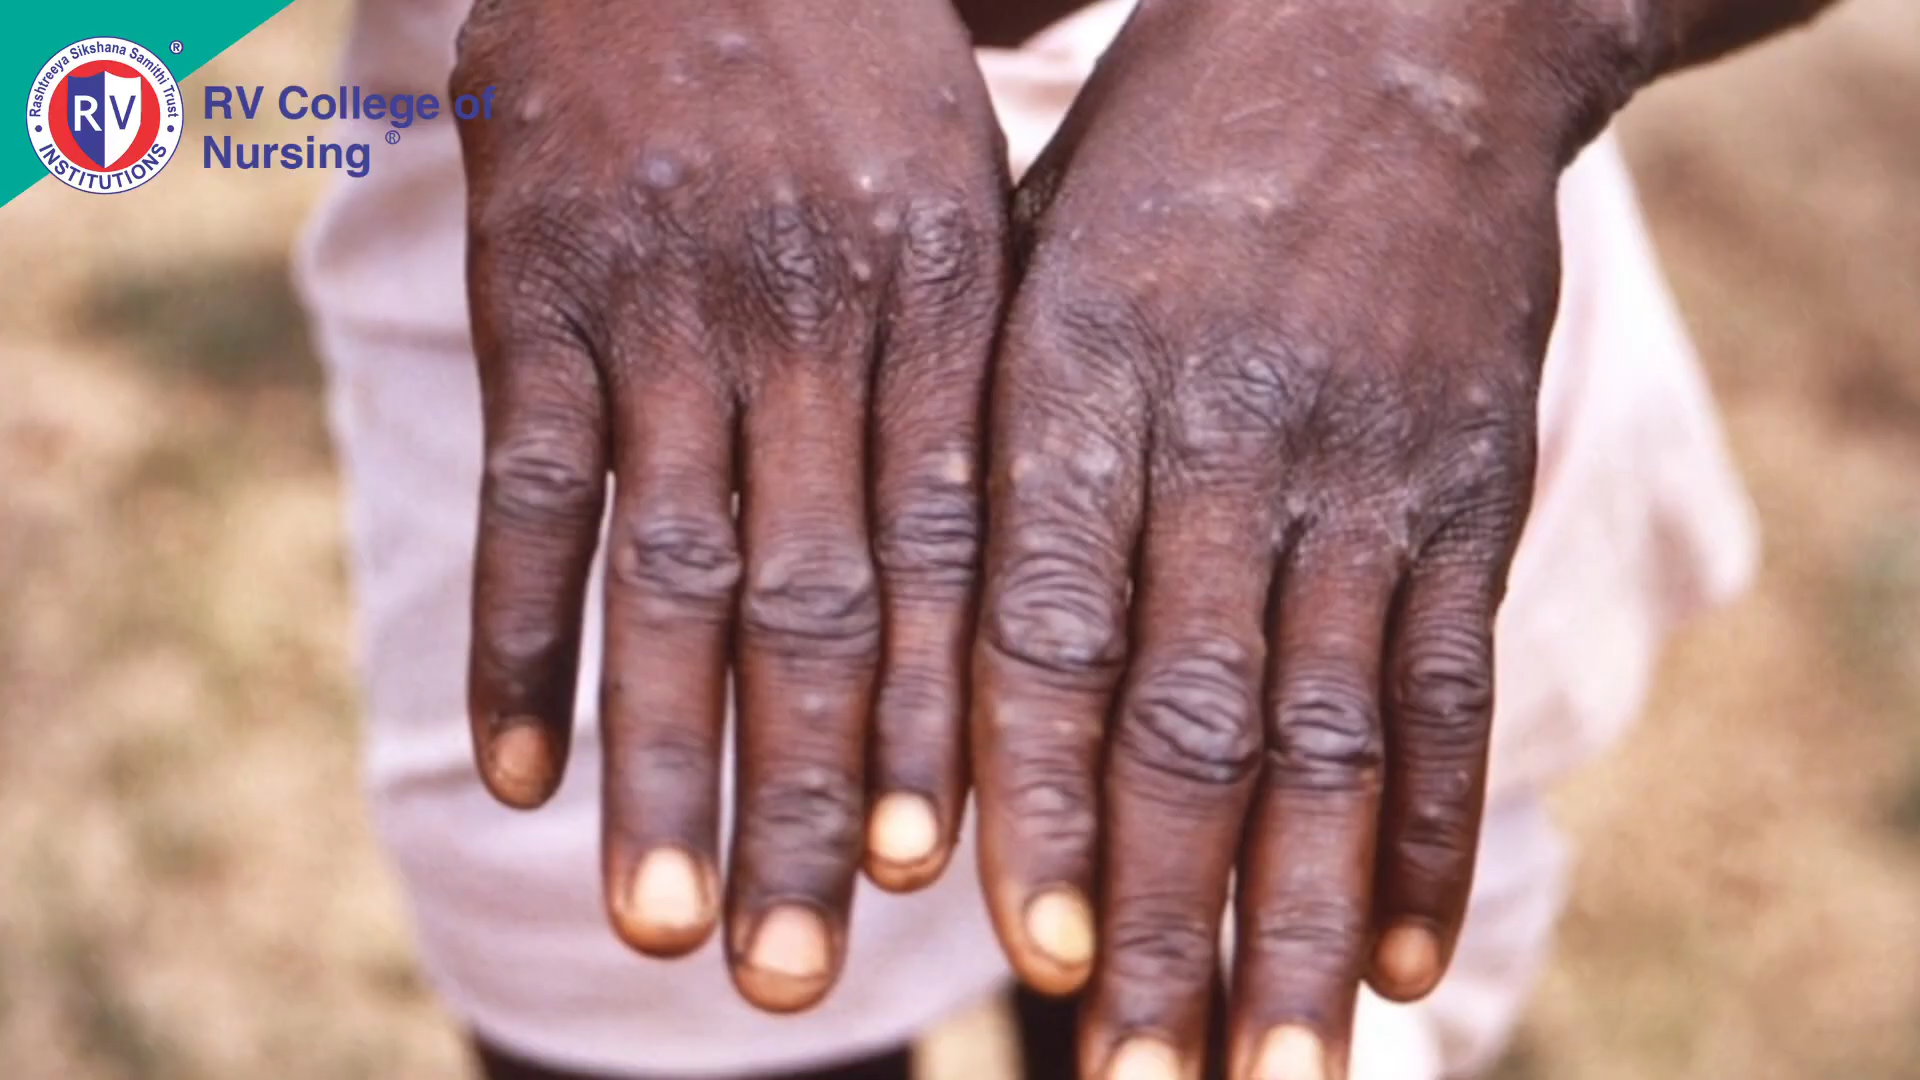 Rashtreeya Sikshana Samithi Trust
®
RV
INSTITUTIONS
RV College of
Nursing ®